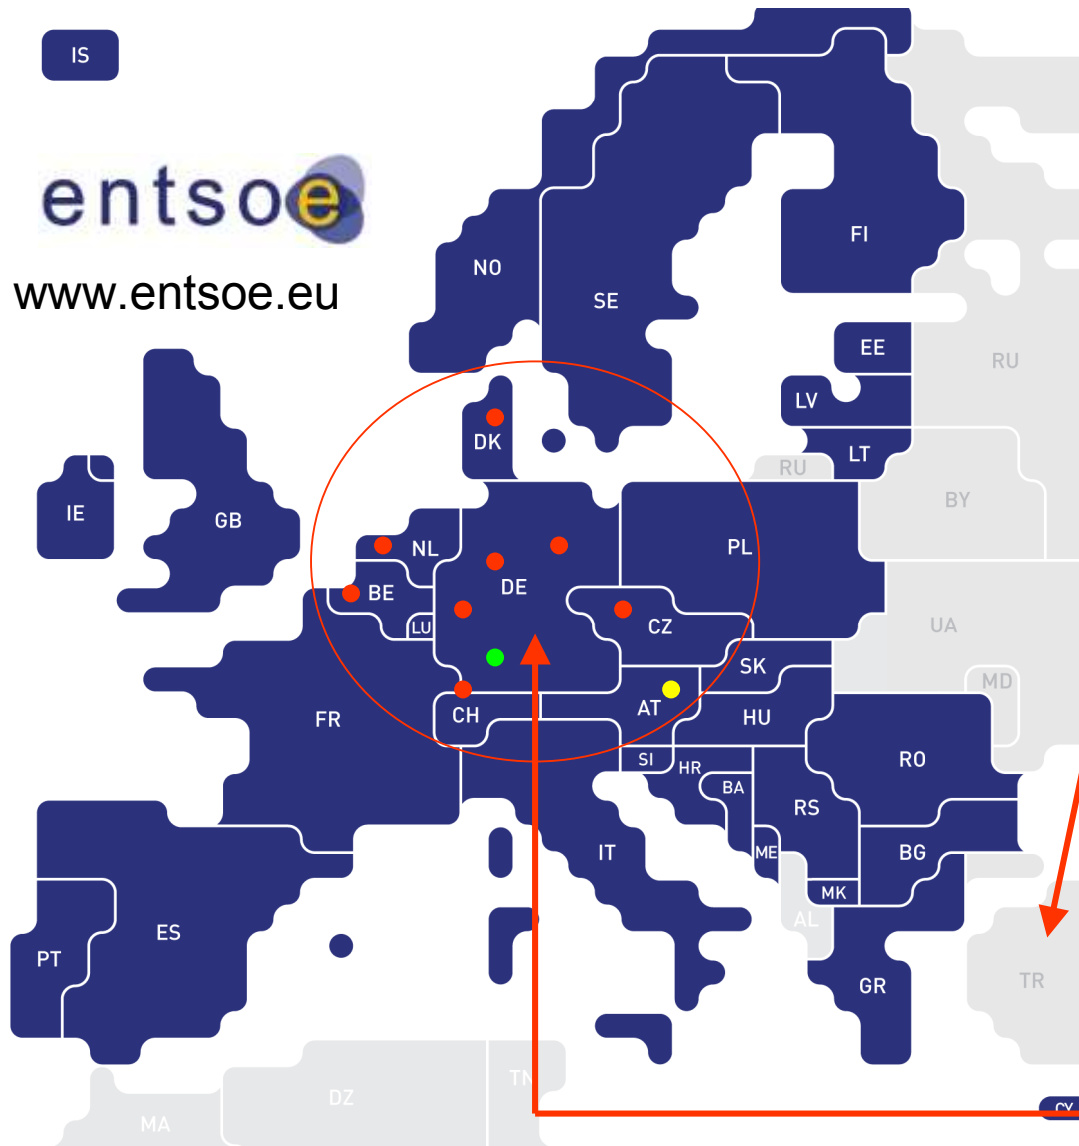 IS
entsoe
www.entsoe.eu
NO
SE
FI
EE
RU
LV
LT
RU
BY
DK
IE
GB
NL
DE
PL
BE
LU
CZ
UA
SK
MD
FR
CH
AT
HU
SI
HR
BA
RS
RO
IT
ME
BG
MK
AL
ES
PT
GR
TR
TN
DZ
MA
CY